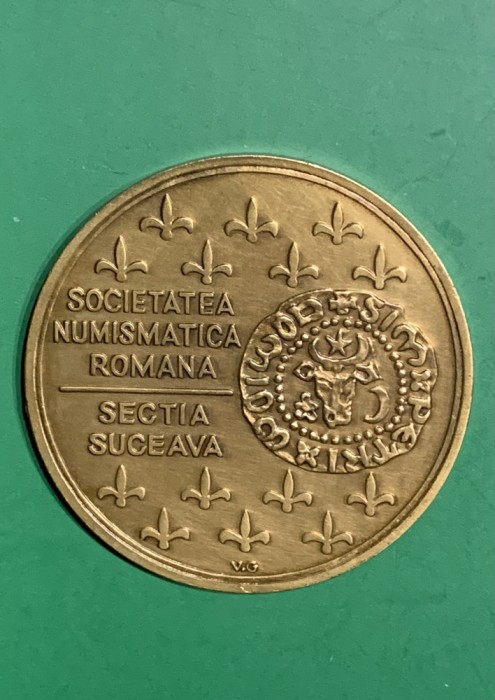 SOCIETATEA
NUMISMATICA
ROMANA
SECTIA
SUCEAVA
V.G